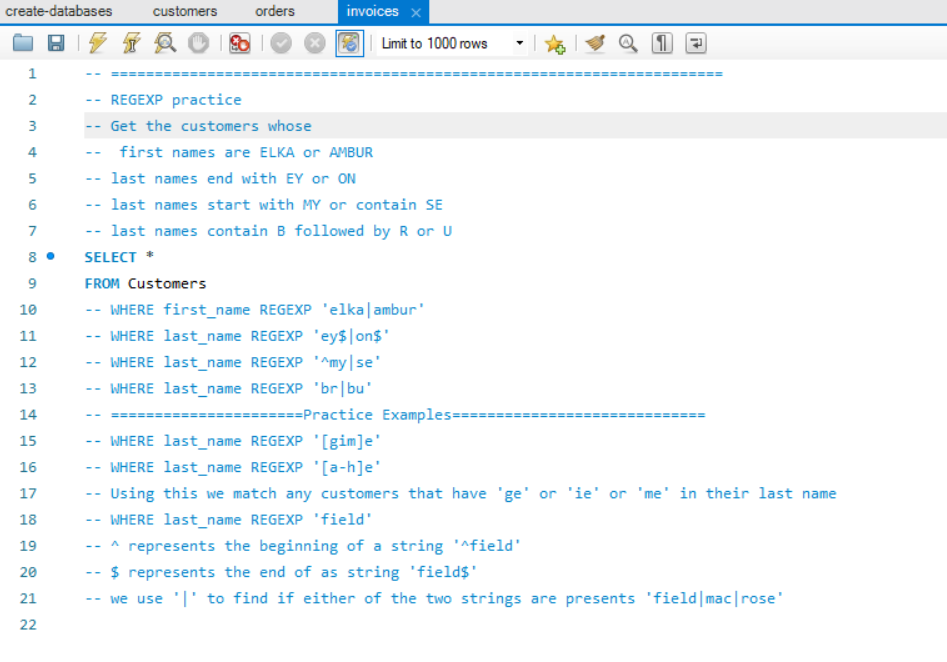 create-databases customers orders invoices
Limit to 1000 rows
1 -- ======================================================================
2 -- REGEXP practice
3 -- Get the customers whose
4 --  first names are ELKA or AMBUR
5 -- last names end with EY or ON
6 -- last names start with MY or contain SE
7 -- last names contain B followed by R or U
8 SELECT *
9 FROM Customers
10 -- WHERE first_name REGEXP 'elka|ambur'
11 -- WHERE last_name REGEXP 'ey$|on$'
12 -- WHERE last_name REGEXP '^my|se'
13 -- WHERE last_name REGEXP 'br|bu'
14 -- ======================Practice Examples=============================
15 -- WHERE last_name REGEXP '[gim]e'
16 -- WHERE last_name REGEXP '[a-h]e'
17 -- Using this we match any customers that have 'ge' or 'ie' or 'me' in their last name
18 -- WHERE last_name REGEXP 'field'
19 -- ^ represents the beginning of a string '^field'
20 -- $ represents the end of as string 'field$'
21 -- we use '|' to find if either of the two strings are presents 'field|mac|rose'
22